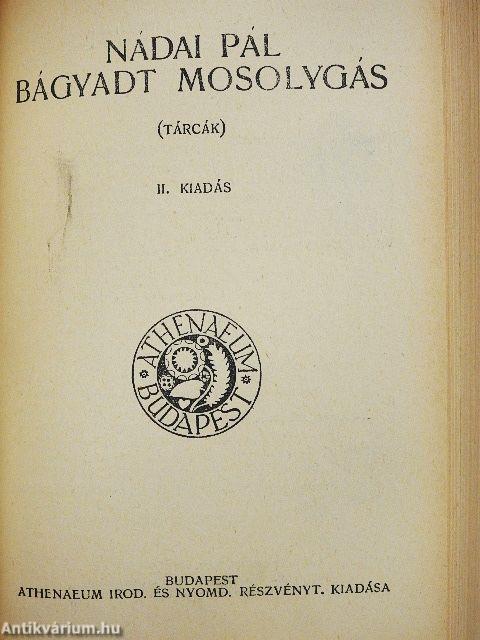 NÁDAI PÁL
BÁGYADT MOSOLYGÁS
(TÁRCÁK)
II. KIADÁS
ATHENAEUM
BUDAPEST
BUDAPEST
ATHENAEUM IROD. ÉS NYOMD. RÉSZVÉNYT. KIADÁSA
Antikvárium.hu